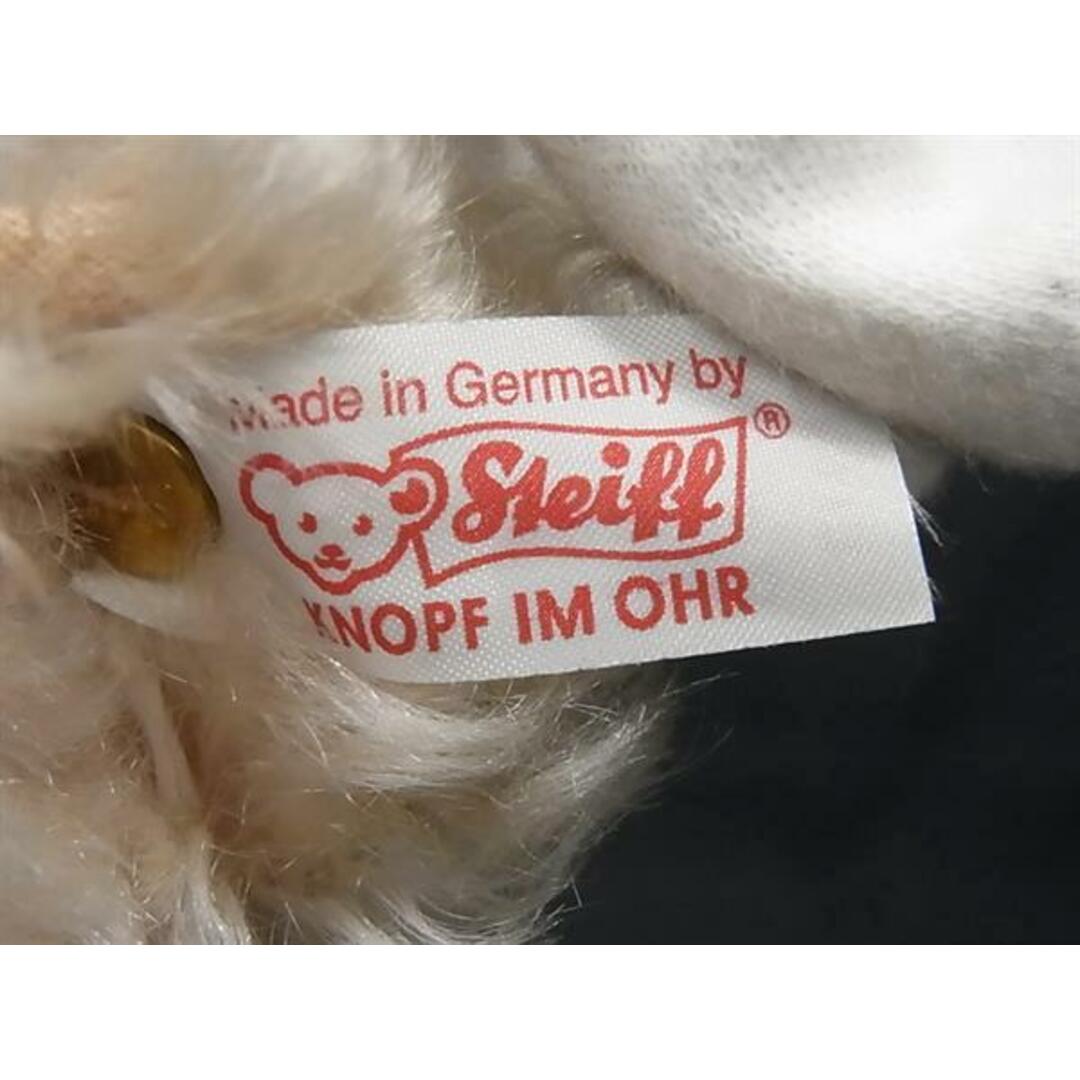 Made in Germany by
Steiff®
KNOPF IM OHR